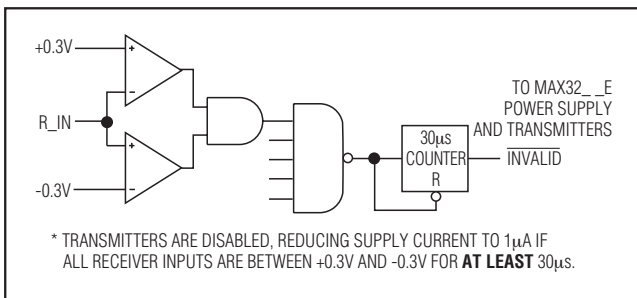 +0.3V
R_IN
-0.3V
+
-
+
-
30µs
COUNTER
R
TO MAX32_ _E
POWER SUPPLY
AND TRANSMITTERS
INVALID
* TRANSMITTERS ARE DISABLED, REDUCING SUPPLY CURRENT TO 1µA IF
ALL RECEIVER INPUTS ARE BETWEEN +0.3V AND -0.3V FOR AT LEAST 30µs.